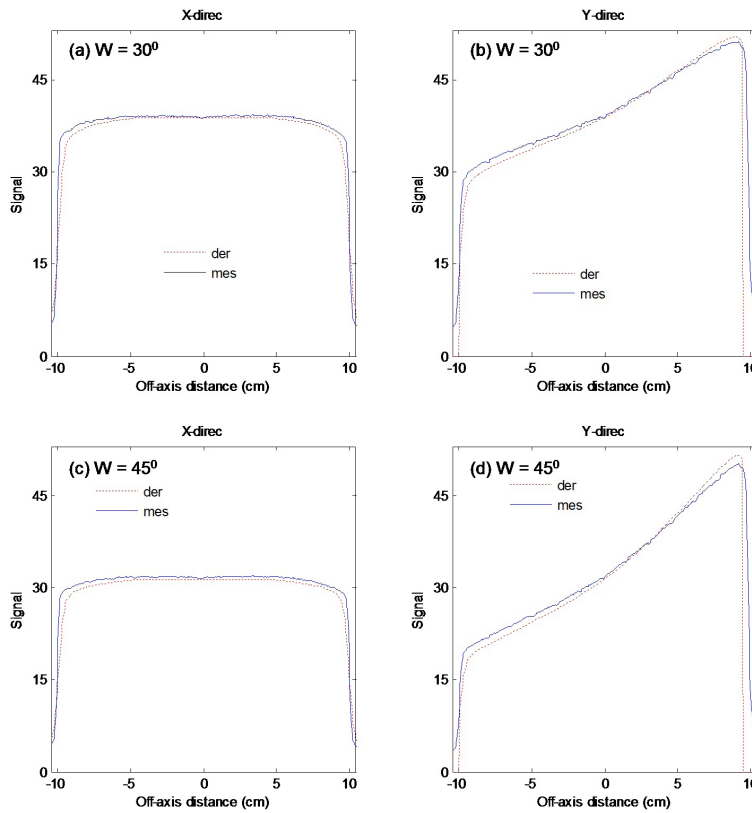 X-direc
(a) W = 30⁰
45
30
15
0
Signal
der
mes
-10 -5 0 5 10
Off-axis distance (cm)
Y-direc
(b) W = 30⁰
45
30
15
0
Signal
der
mes
-10 -5 0 5 10
Off-axis distance (cm)
X-direc
(c) W = 45⁰
der
mes
45
30
15
0
Signal
-10 -5 0 5 10
Off-axis distance (cm)
Y-direc
(d) W = 45⁰
der
mes
45
30
15
0
Signal
-10 -5 0 5 10
Off-axis distance (cm)